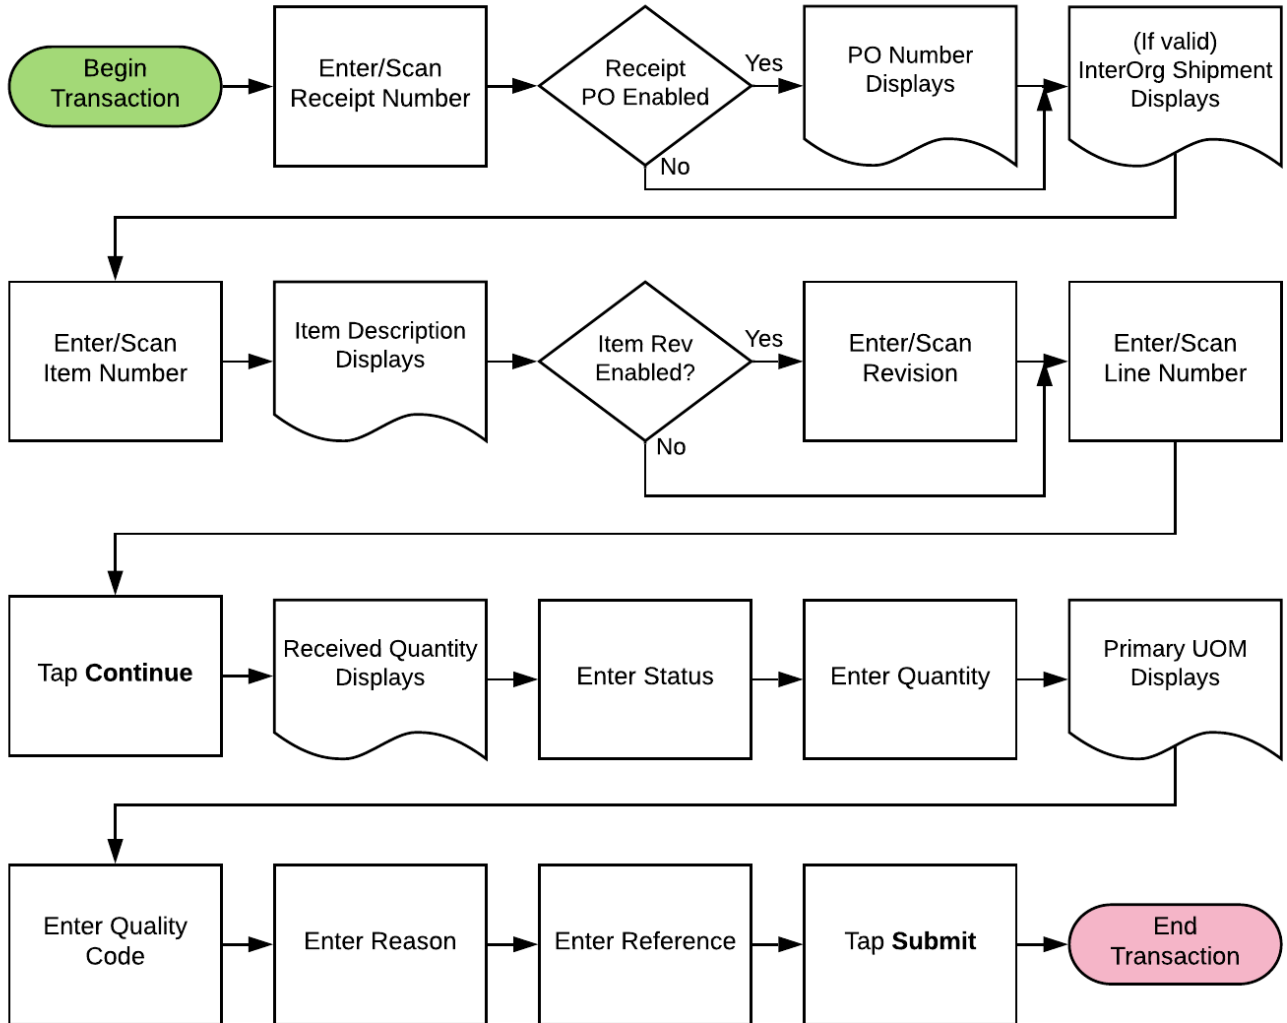 Begin
Transaction
Enter/Scan
Receipt Number
Receipt
PO Enabled
Yes
No
PO Number
Displays
(If valid)
InterOrg Shipment
Displays
Enter/Scan
Item Number
Item Description
Displays
Item Rev
Enabled?
Yes
No
Enter/Scan
Revision
Enter/Scan
Line Number
Tap Continue
Received Quantity
Displays
Enter Status
Enter Quantity
Primary UOM
Displays
Enter Quality
Code
Enter Reason
Enter Reference
Tap Submit
End
Transaction